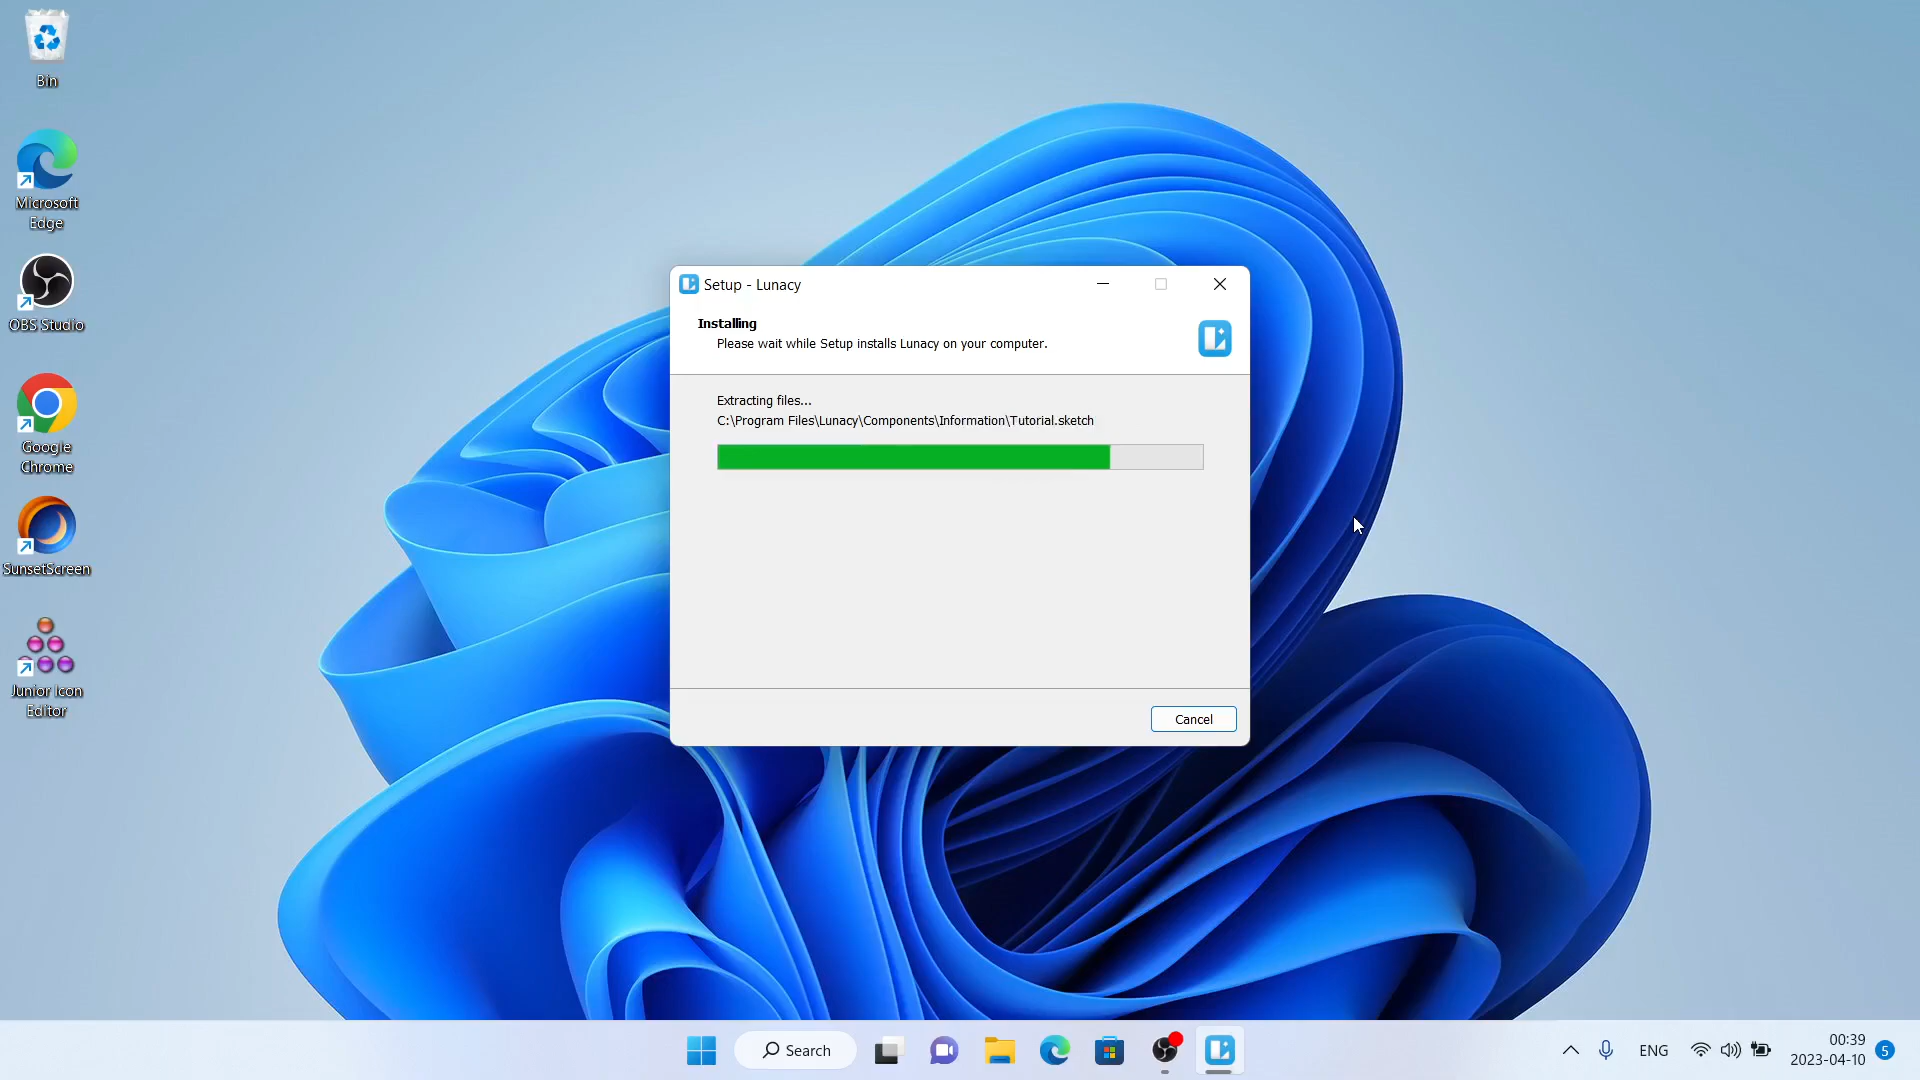 Bin
Microsoft
Edge
OBS Studio
Google
Chrome
SunsetScreen
Junior Icon
Editor
Setup - Lunacy
Installing
Please wait while Setup installs Lunacy on your computer.
Extracting files...
C:\Program Files\Lunacy\Components\Information\Tutorial.sketch
Cancel
Search
ENG
00:39
2023-04-10
5